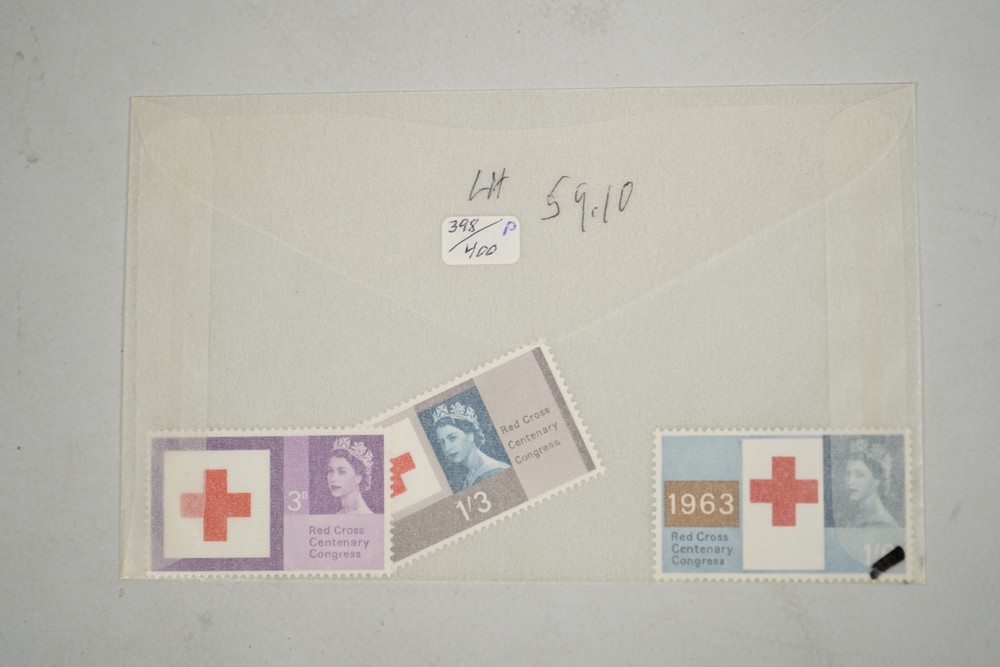 LH 59.10
398/ P
400
3ᴰ
Red Cross
Centenary
Congress
Red Cross
Centenary
Congress
1/3
1963
Red Cross
Centenary
Congress